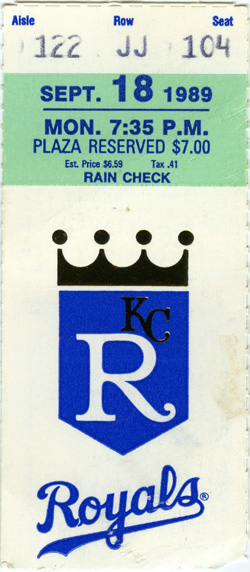 Aisle Row Seat
122 JJ 104
SEPT. 18 1989
MON. 7:35 P.M.
PLAZA RESERVED $7.00
Est. Price $6.59 Tax .41
RAIN CHECK
KC
R
Royals®